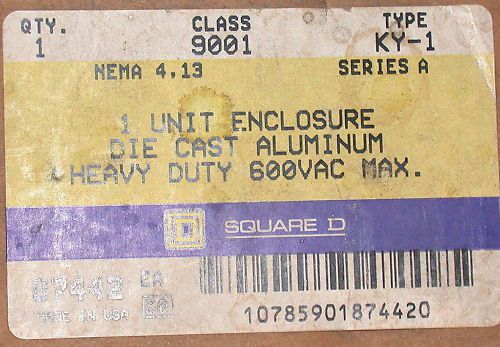 QTY. CLASS TYPE
1 9001 KY-1
NEMA 4.13 SERIES A
1 UNIT ENCLOSURE
DIE CAST ALUMINUM
HEAVY DUTY 600VAC MAX.
SQUARE D
87442 EA
MADE IN USA
10785901874420